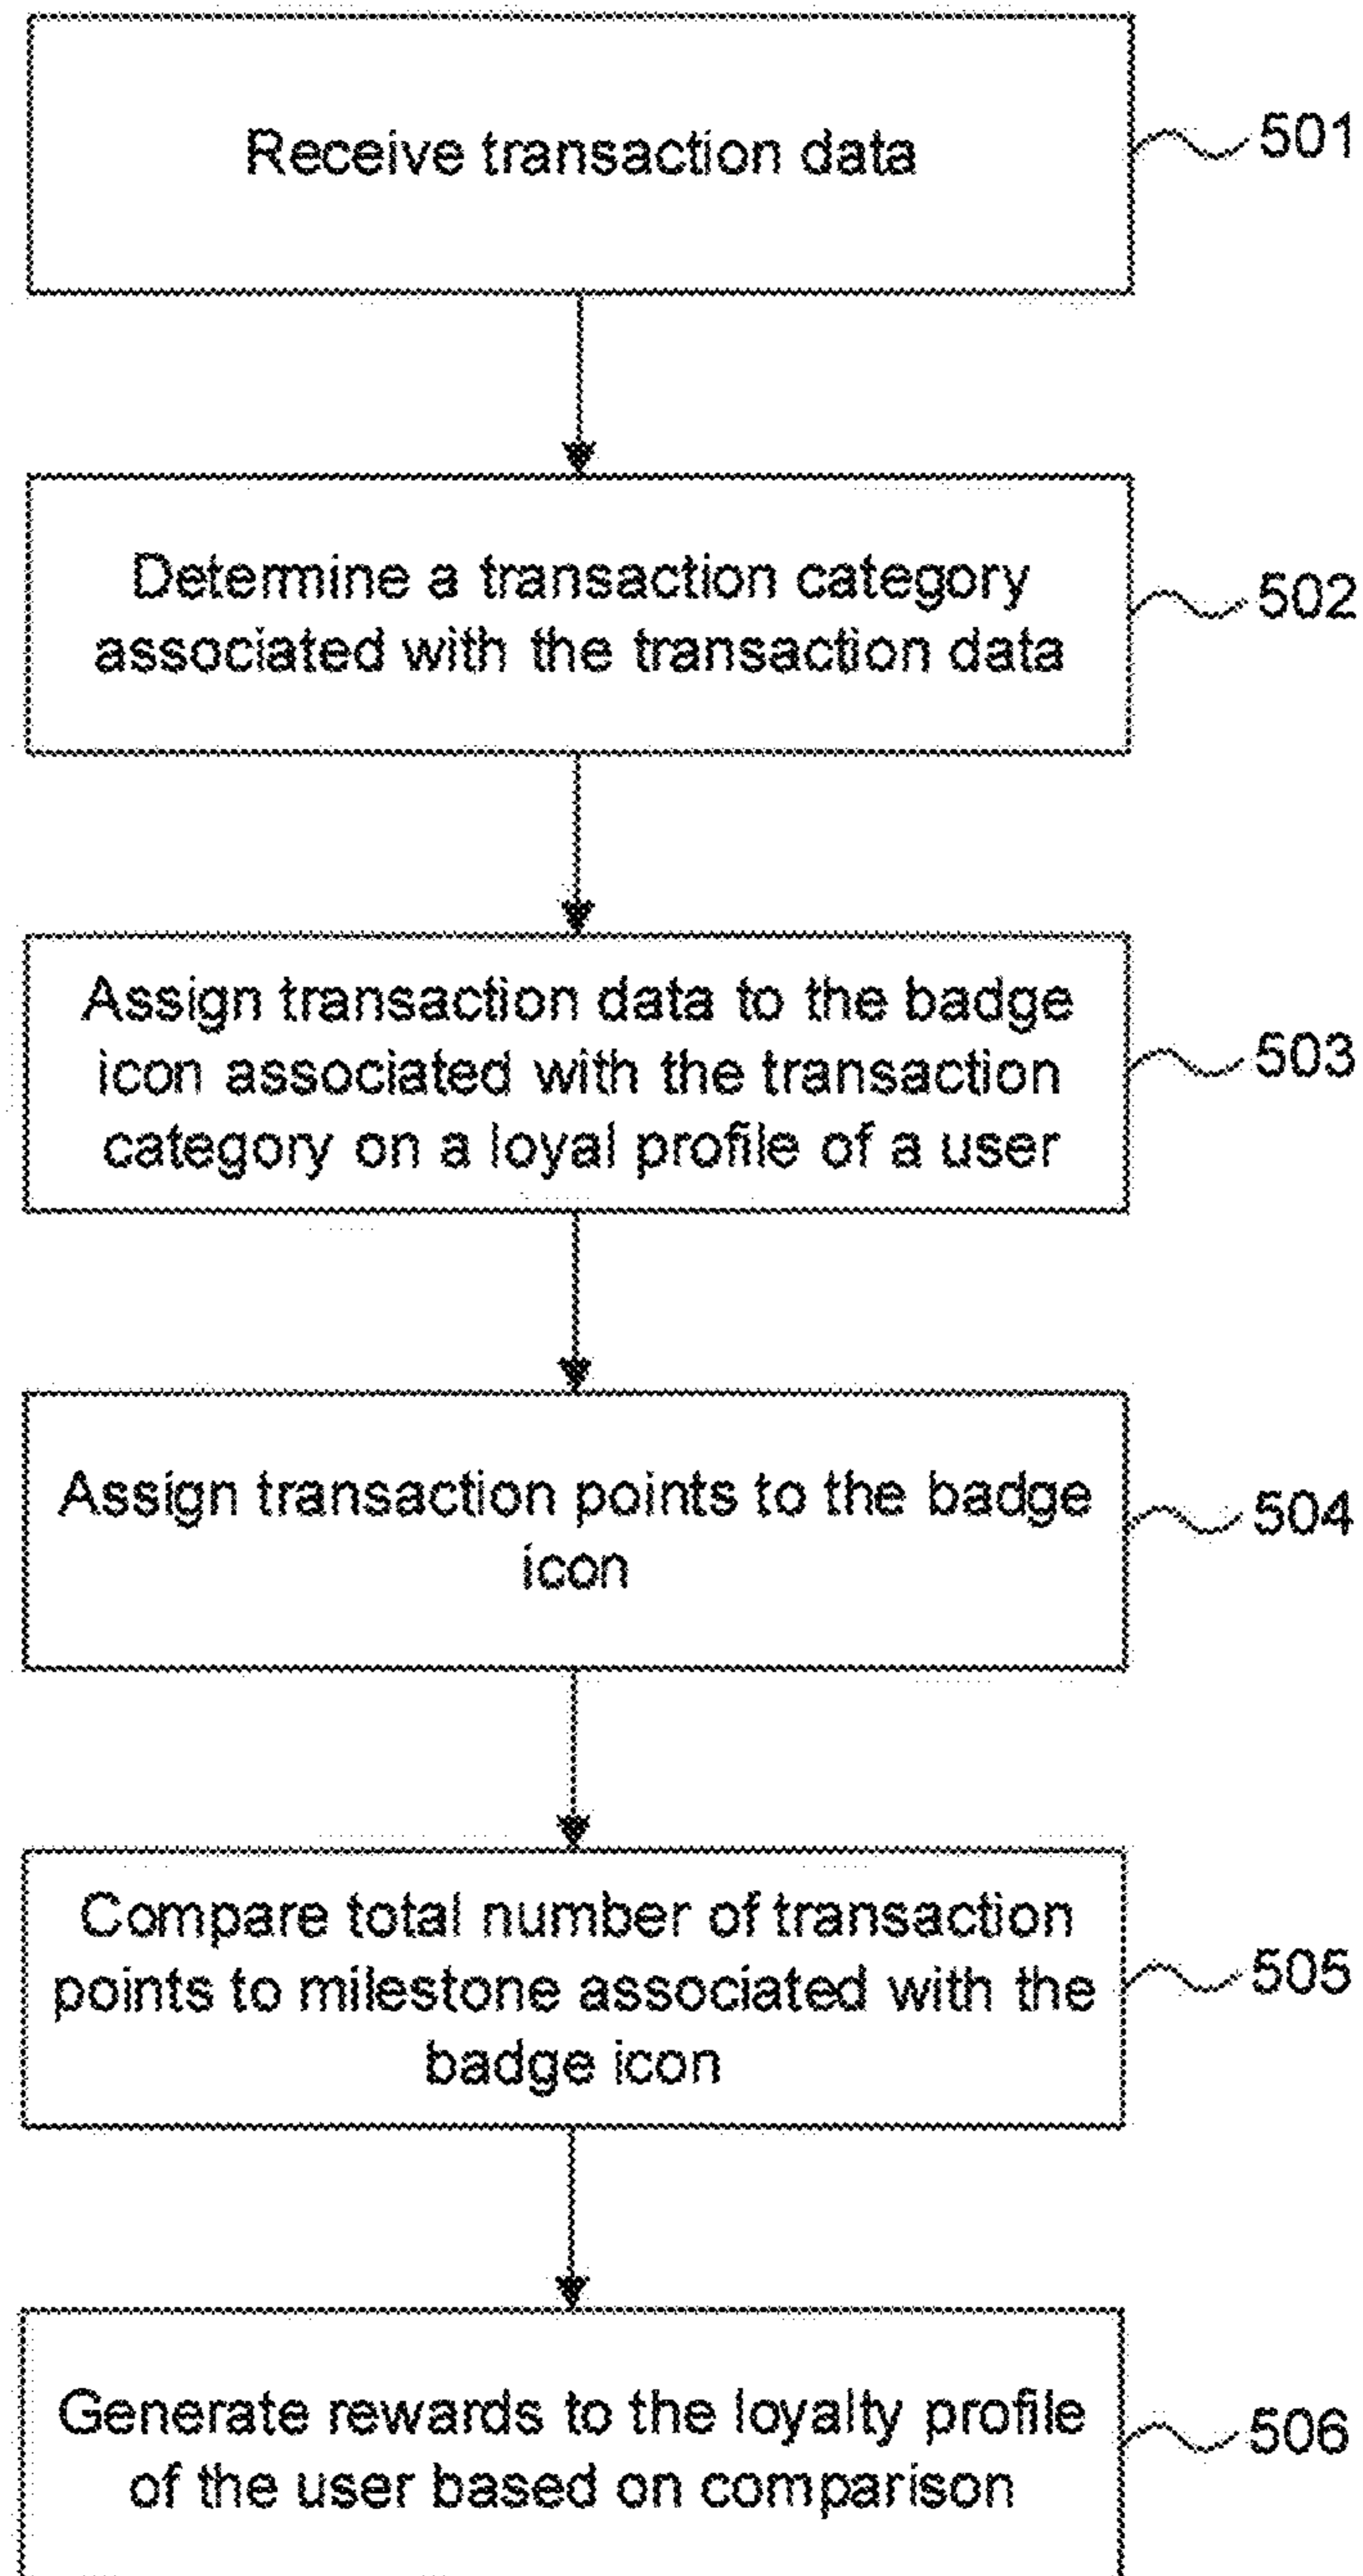 Receive transaction data
501
Determine a transaction category
associated with the transaction data
502
Assign transaction data to the badge
icon associated with the transaction
category on a loyal profile of a user
503
Assign transaction points to the badge
icon
504
Compare total number of transaction
points to milestone associated with the
badge icon
505
Generate rewards to the loyalty profile
of the user based on comparison
506